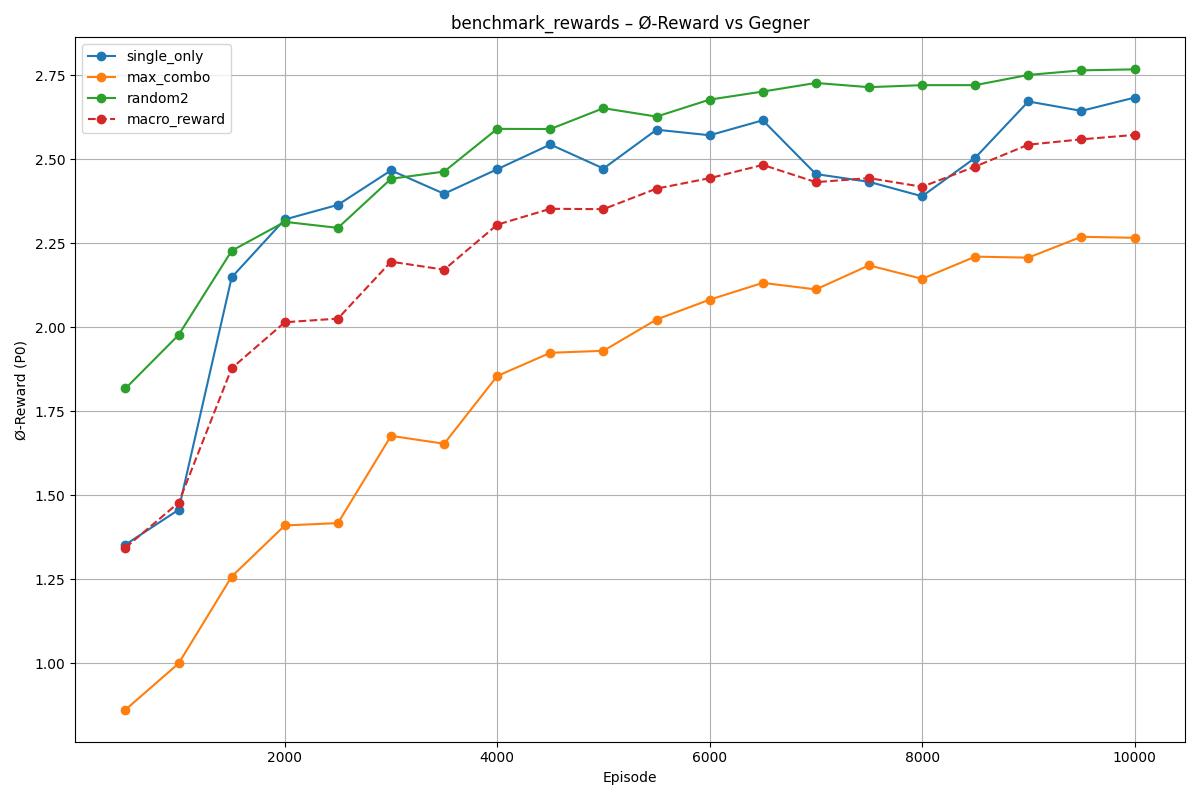 benchmark_rewards – Ø-Reward vs Gegner
single_only
max_combo
random2
macro_reward
2.75
2.50
2.25
2.00
1.75
1.50
1.25
1.00
Ø-Reward (P0)
2000 4000 6000 8000 10000
Episode